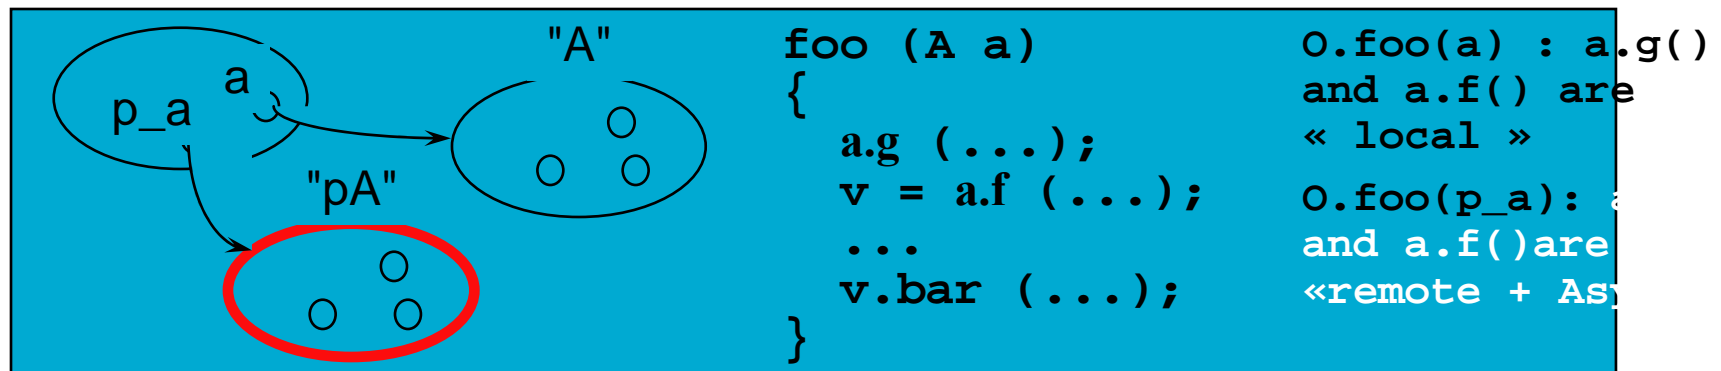 "A"
a
p_a
"pA"
foo (A a)
{
a.g (...);
v = a.f (...);
...
v.bar (...);
}
O.foo(a) : a.g()
and a.f() are
« local »
O.foo(p_a):
and a.f()are
«remote +